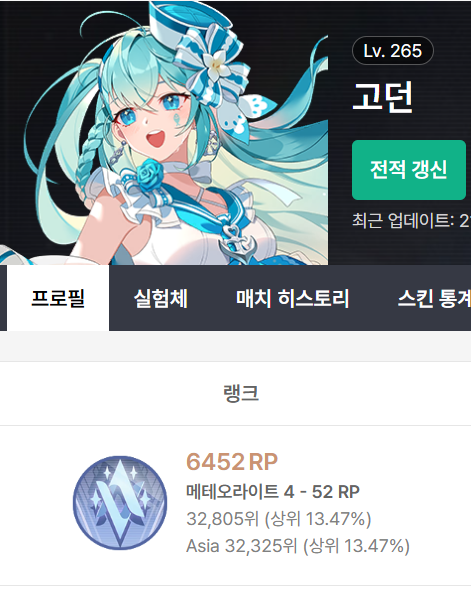 Lv. 265
고던
전적 갱신
최근 업데이트: 2
프로필
실험체
매치 히스토리
스킨 통계
랭크
6452 RP
메테오라이트 4 - 52 RP
32,805위 (상위 13.47%)
Asia 32,325위 (상위 13.47%)